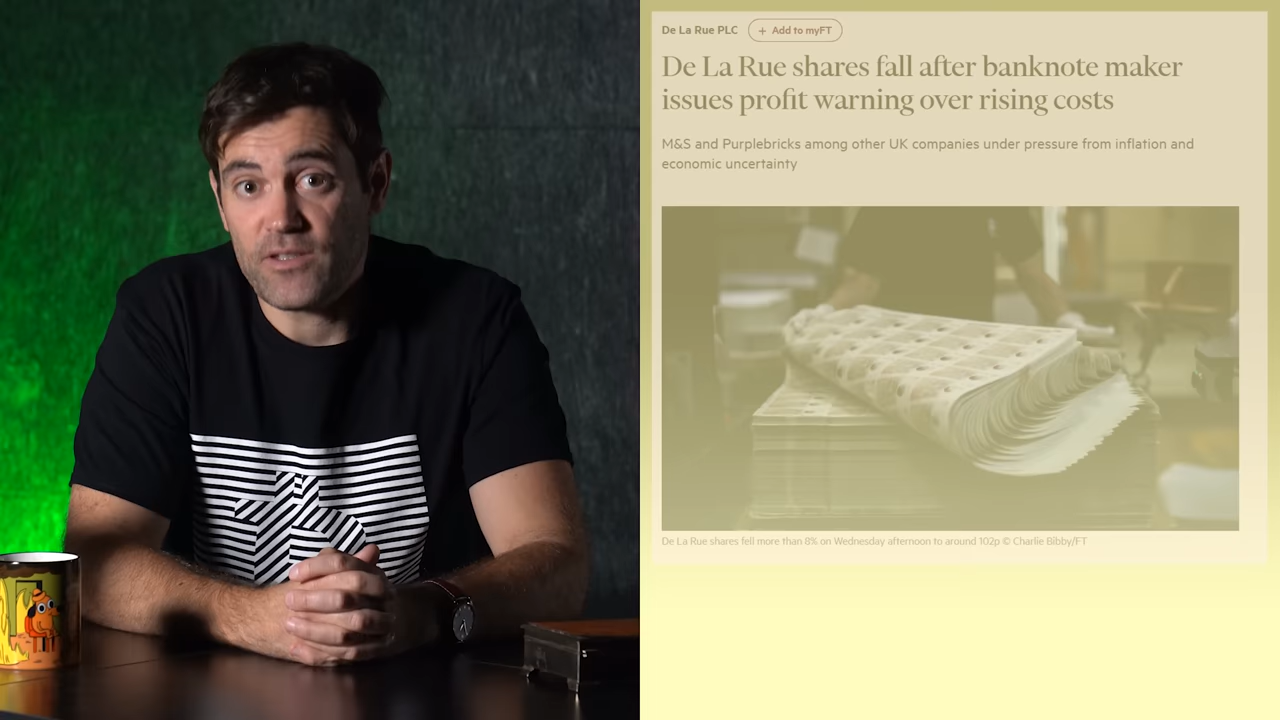 De La Rue PLC + Add to myFT
De La Rue shares fall after banknote maker
issues profit warning over rising costs
M&S and Purplebricks among other UK companies under pressure from inflation and
economic uncertainty
De La Rue shares fell more than 8% on Wednesday afternoon to around 102p © Charlie Bibby/FT